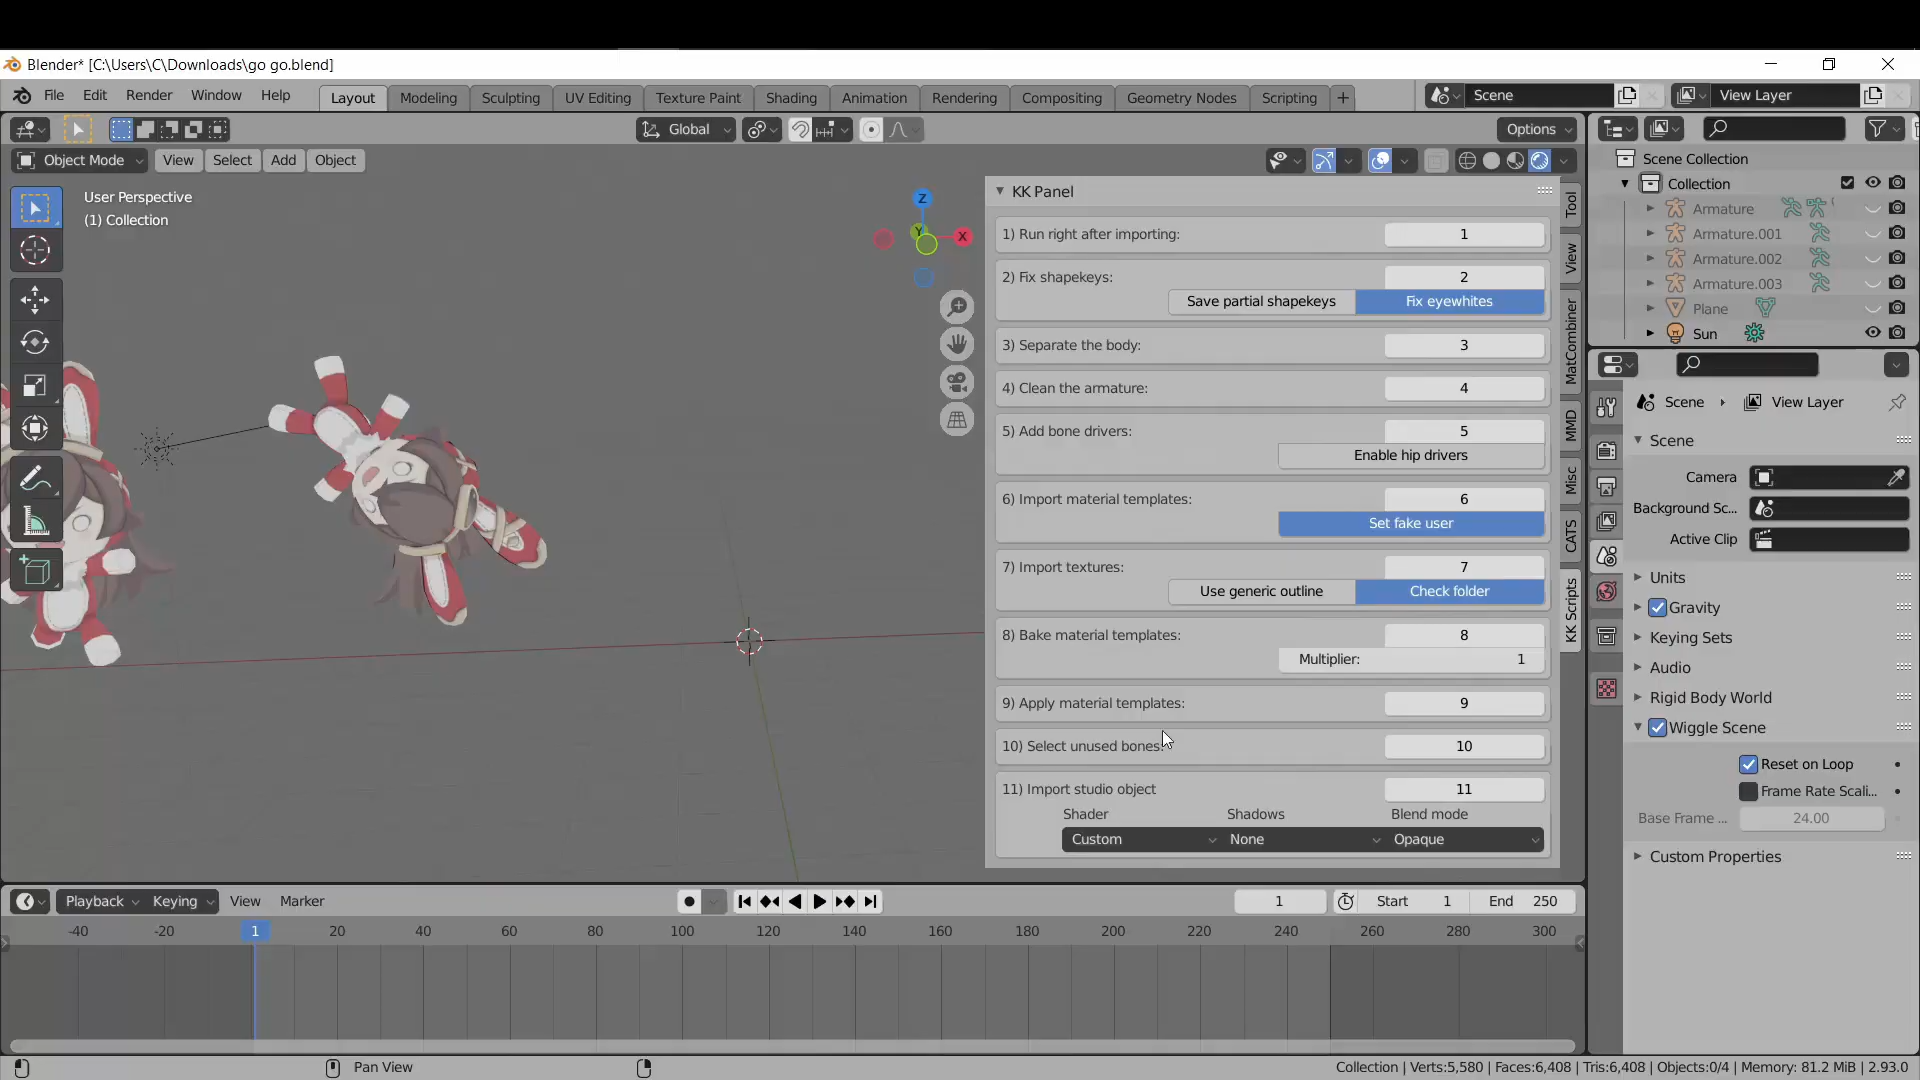 Blender* [C:\Users\C\Downloads\go go.blend]
File Edit Render Window Help
Layout Modeling Sculpting UV Editing Texture Paint Shading Animation Rendering Compositing Geometry Nodes Scripting +
Scene
View Layer
Global
Options
Object Mode View Select Add Object
User Perspective
(1) Collection
Z
Y
X
KK Panel
1) Run right after importing: 1
2) Fix shapekeys: 2
Save partial shapekeys Fix eyewhites
3) Separate the body: 3
4) Clean the armature: 4
5) Add bone drivers: 5
Enable hip drivers
6) Import material templates: 6
Set fake user
7) Import textures: 7
Use generic outline Check folder
8) Bake material templates: 8
Multiplier: 1
9) Apply material templates: 9
10) Select unused bones: 10
11) Import studio object 11
Shader Shadows Blend mode
Custom None Opaque
Tool
View
MatCombiner
MMD
Misc
CATS
KK Scripts
Scene Collection
Collection
Armature
Armature.001
Armature.002
Armature.003
Plane
Sun
Scene View Layer
Scene
Camera
Background Sc...
Active Clip
Units
Gravity
Keying Sets
Audio
Rigid Body World
Wiggle Scene
Reset on Loop
Frame Rate Scali...
Base Frame ... 24.00
Custom Properties
Playback Keying View Marker
1 Start 1 End 250
-40 -20 1 20 40 60 80 100 120 140 160 180 200 220 240 260 280 300
Pan View
Collection | Verts:5,580 | Faces:6,408 | Tris:6,408 | Objects:0/4 | Memory: 81.2 MiB | 2.93.0